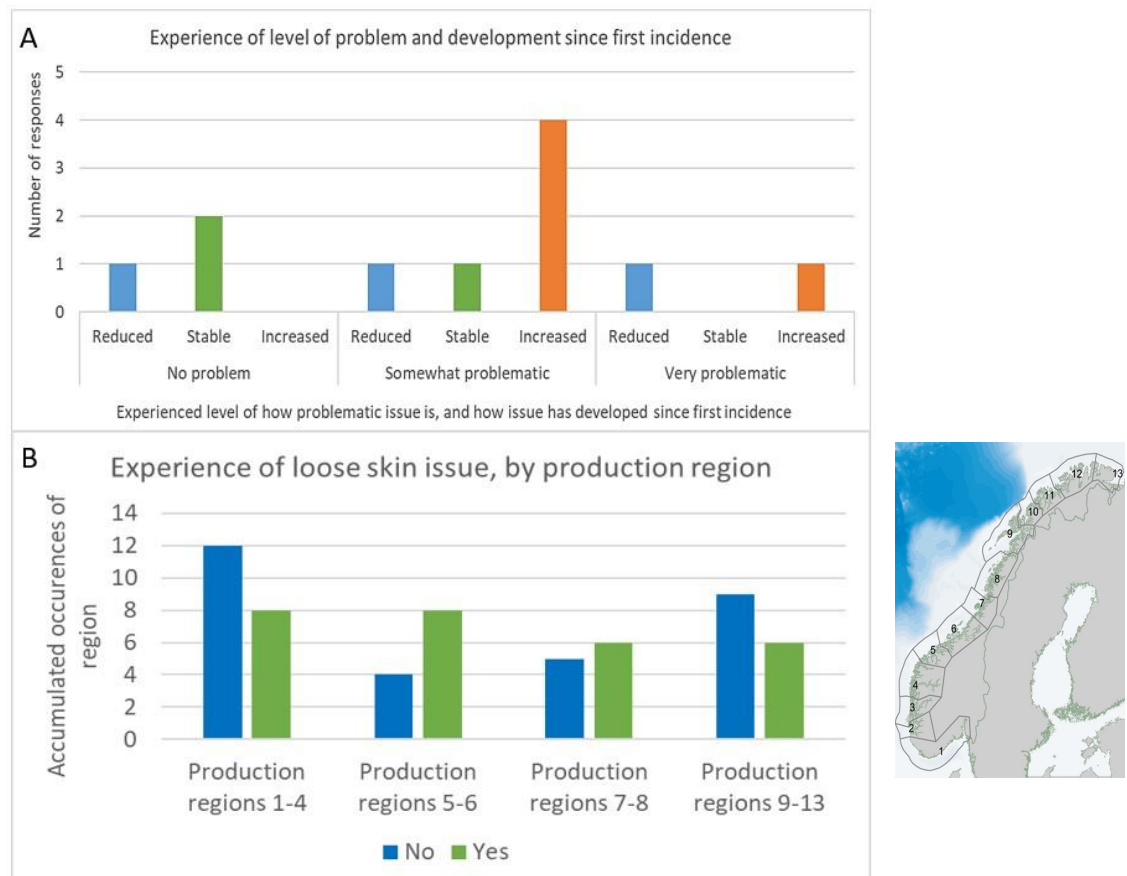 A
Experience of level of problem and development since first incidence
Number of responses
5
4
3
2
1
0
Reduced Stable Increased Reduced Stable Increased Reduced Stable Increased
No problem Somewhat problematic Very problematic
Experienced level of how problematic issue is, and how issue has developed since first incidence
B
Experience of loose skin issue, by production region
Accumulated occurences of
region
14
12
10
8
6
4
2
0
Production Production Production Production
regions 1-4 regions 5-6 regions 7-8 regions 9-13
No Yes
12
13
11
10
9
8
7
6
5
4
3
2
1